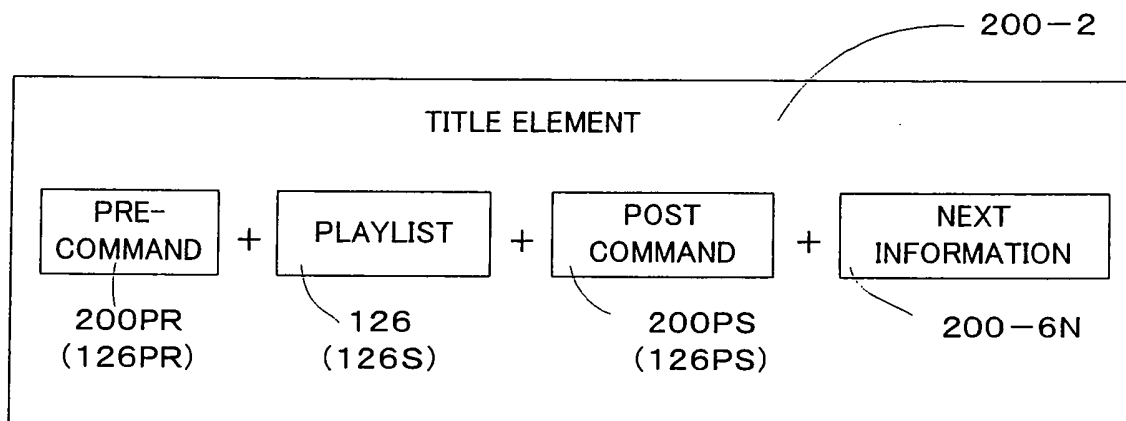 200-2
TITLE ELEMENT
PRE-
COMMAND
+
PLAYLIST
+
POST
COMMAND
+
NEXT
INFORMATION
200PR
(126PR)
126
(126S)
200PS
(126PS)
200-6N